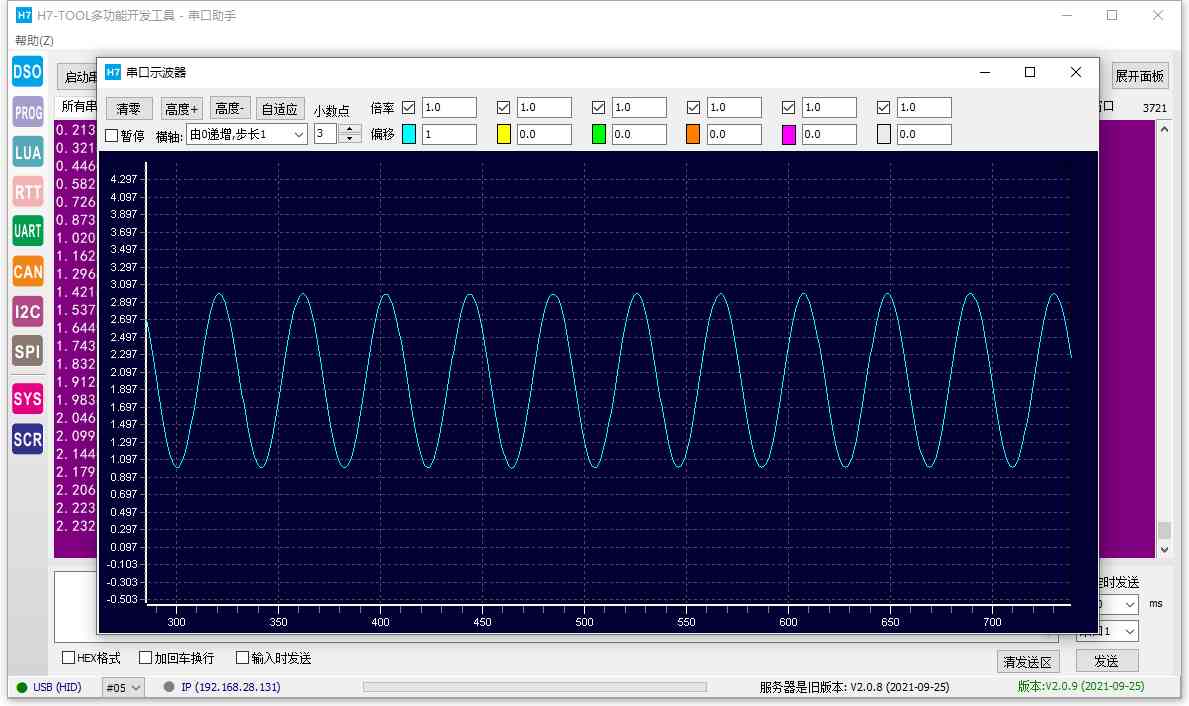 H7 H7-TOOL多功能开发工具 - 串口助手
帮助(Z)
DSO
PROG
LUA
RTT
UART
CAN
I2C
SPI
SYS
SCR
启动串
展开面板
所有串
口
3721
0.213
0.321
0.446
0.582
0.726
0.873
1.020
1.162
1.296
1.421
1.537
1.644
1.743
1.832
1.912
1.983
2.046
2.099
2.144
2.179
2.206
2.223
2.232
H7 串口示波器
清零 高度+ 高度- 自适应 小数点 倍率 1.0 1.0 1.0 1.0 1.0 1.0
暂停 横轴: 由0递增,步长1 3 偏移 1 0.0 0.0 0.0 0.0 0.0
4.297
4.097
3.897
3.697
3.497
3.297
3.097
2.897
2.697
2.497
2.297
2.097
1.897
1.697
1.497
1.297
1.097
0.897
0.697
0.497
0.297
0.097
-0.103
-0.303
-0.503
300 350 400 450 500 550 600 650 700
时发送
ms
1
HEX格式 加回车换行 输入时发送 清发送区 发送
USB (HID) #05 IP (192.168.28.131) 服务器是旧版本: V2.0.8 (2021-09-25) 版本:V2.0.9 (2021-09-25)